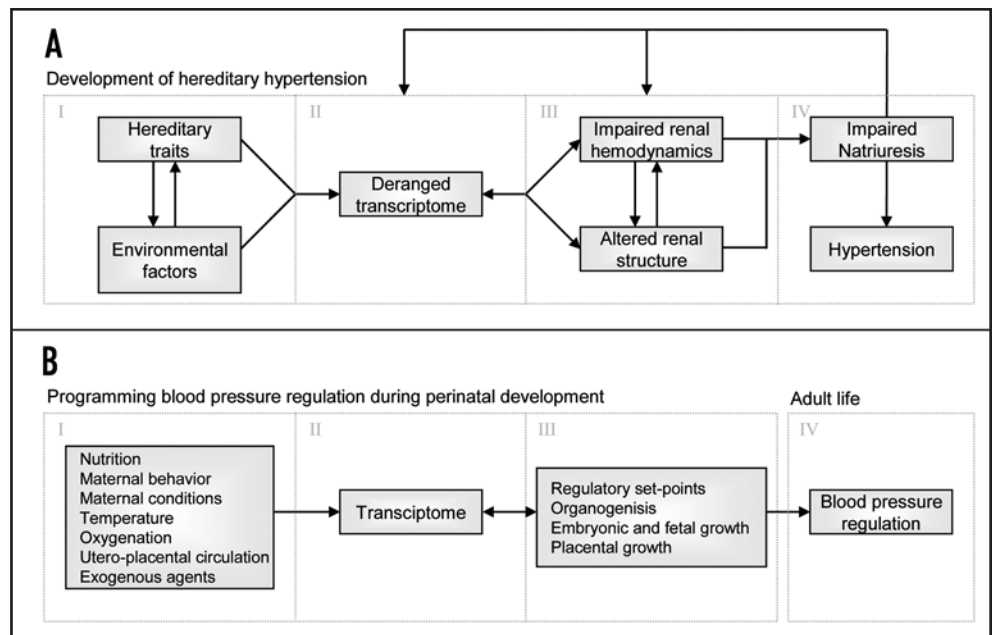 A
Development of hereditary hypertension
I
II
III
IV
Hereditary
traits
Environmental
factors
Deranged
transcriptome
Impaired renal
hemodynamics
Altered renal
structure
Impaired
Natriuresis
Hypertension
B
Programming blood pressure regulation during perinatal development
Adult life
I
II
III
IV
Nutrition
Maternal behavior
Maternal conditions
Temperature
Oxygenation
Utero-placental circulation
Exogenous agents
Transciptome
Regulatory set-points
Organogenisis
Embryonic and fetal growth
Placental growth
Blood pressure
regulation